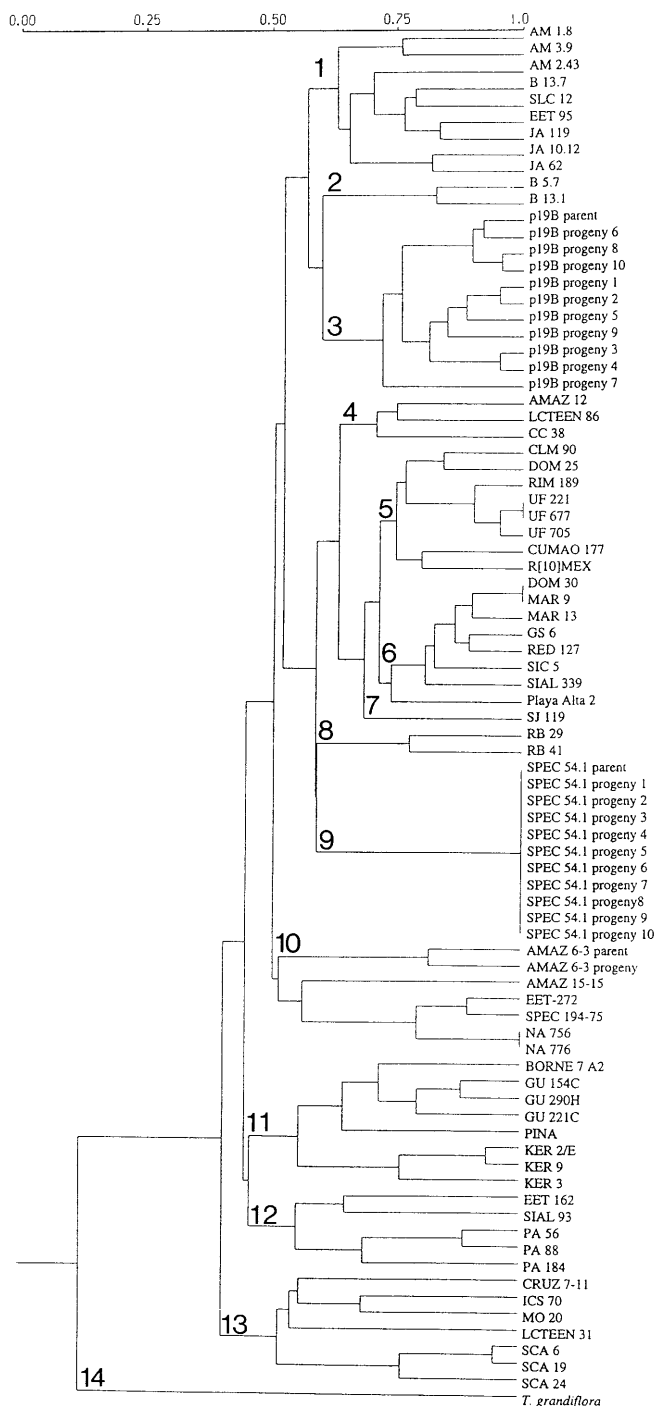 0.00 0.25 0.50 0.75 1.0
AM 1.8
AM 3.9
1
AM 2.43
B 13.7
SLC 12
EET 95
JA 119
JA 10.12
JA 62
2
B 5.7
B 13.1
p19B parent
p19B progeny 6
p19B progeny 8
p19B progeny 10
p19B progeny 1
p19B progeny 2
p19B progeny 5
3
p19B progeny 9
p19B progeny 3
p19B progeny 4
p19B progeny 7
AMAZ 12
4
LCTEEN 86
CC 38
CLM 90
DOM 25
RIM 189
UF 221
5
UF 677
UF 705
CUMAO 177
R[10]MEX
DOM 30
MAR 9
MAR 13
GS 6
6
RED 127
SIC 5
SIAL 339
Playa Alta 2
7
SJ 119
8
RB 29
RB 41
SPEC 54.1 parent
SPEC 54.1 progeny 1
SPEC 54.1 progeny 2
SPEC 54.1 progeny 3
SPEC 54.1 progeny 4
9
SPEC 54.1 progeny 5
SPEC 54.1 progeny 6
SPEC 54.1 progeny 7
SPEC 54.1 progeny8
SPEC 54.1 progeny 9
SPEC 54.1 progeny 10
10
AMAZ 6-3 parent
AMAZ 6-3 progeny
AMAZ 15-15
EET-272
SPEC 194-75
NA 756
NA 776
BORNE 7 A2
GU 154C
GU 290H
GU 221C
11
PINA
KER 2/E
KER 9
KER 3
EET 162
12
SIAL 93
PA 56
PA 88
PA 184
CRUZ 7-11
ICS 70
MO 20
13
LCTEEN 31
SCA 6
SCA 19
14
SCA 24
T. grandiflora